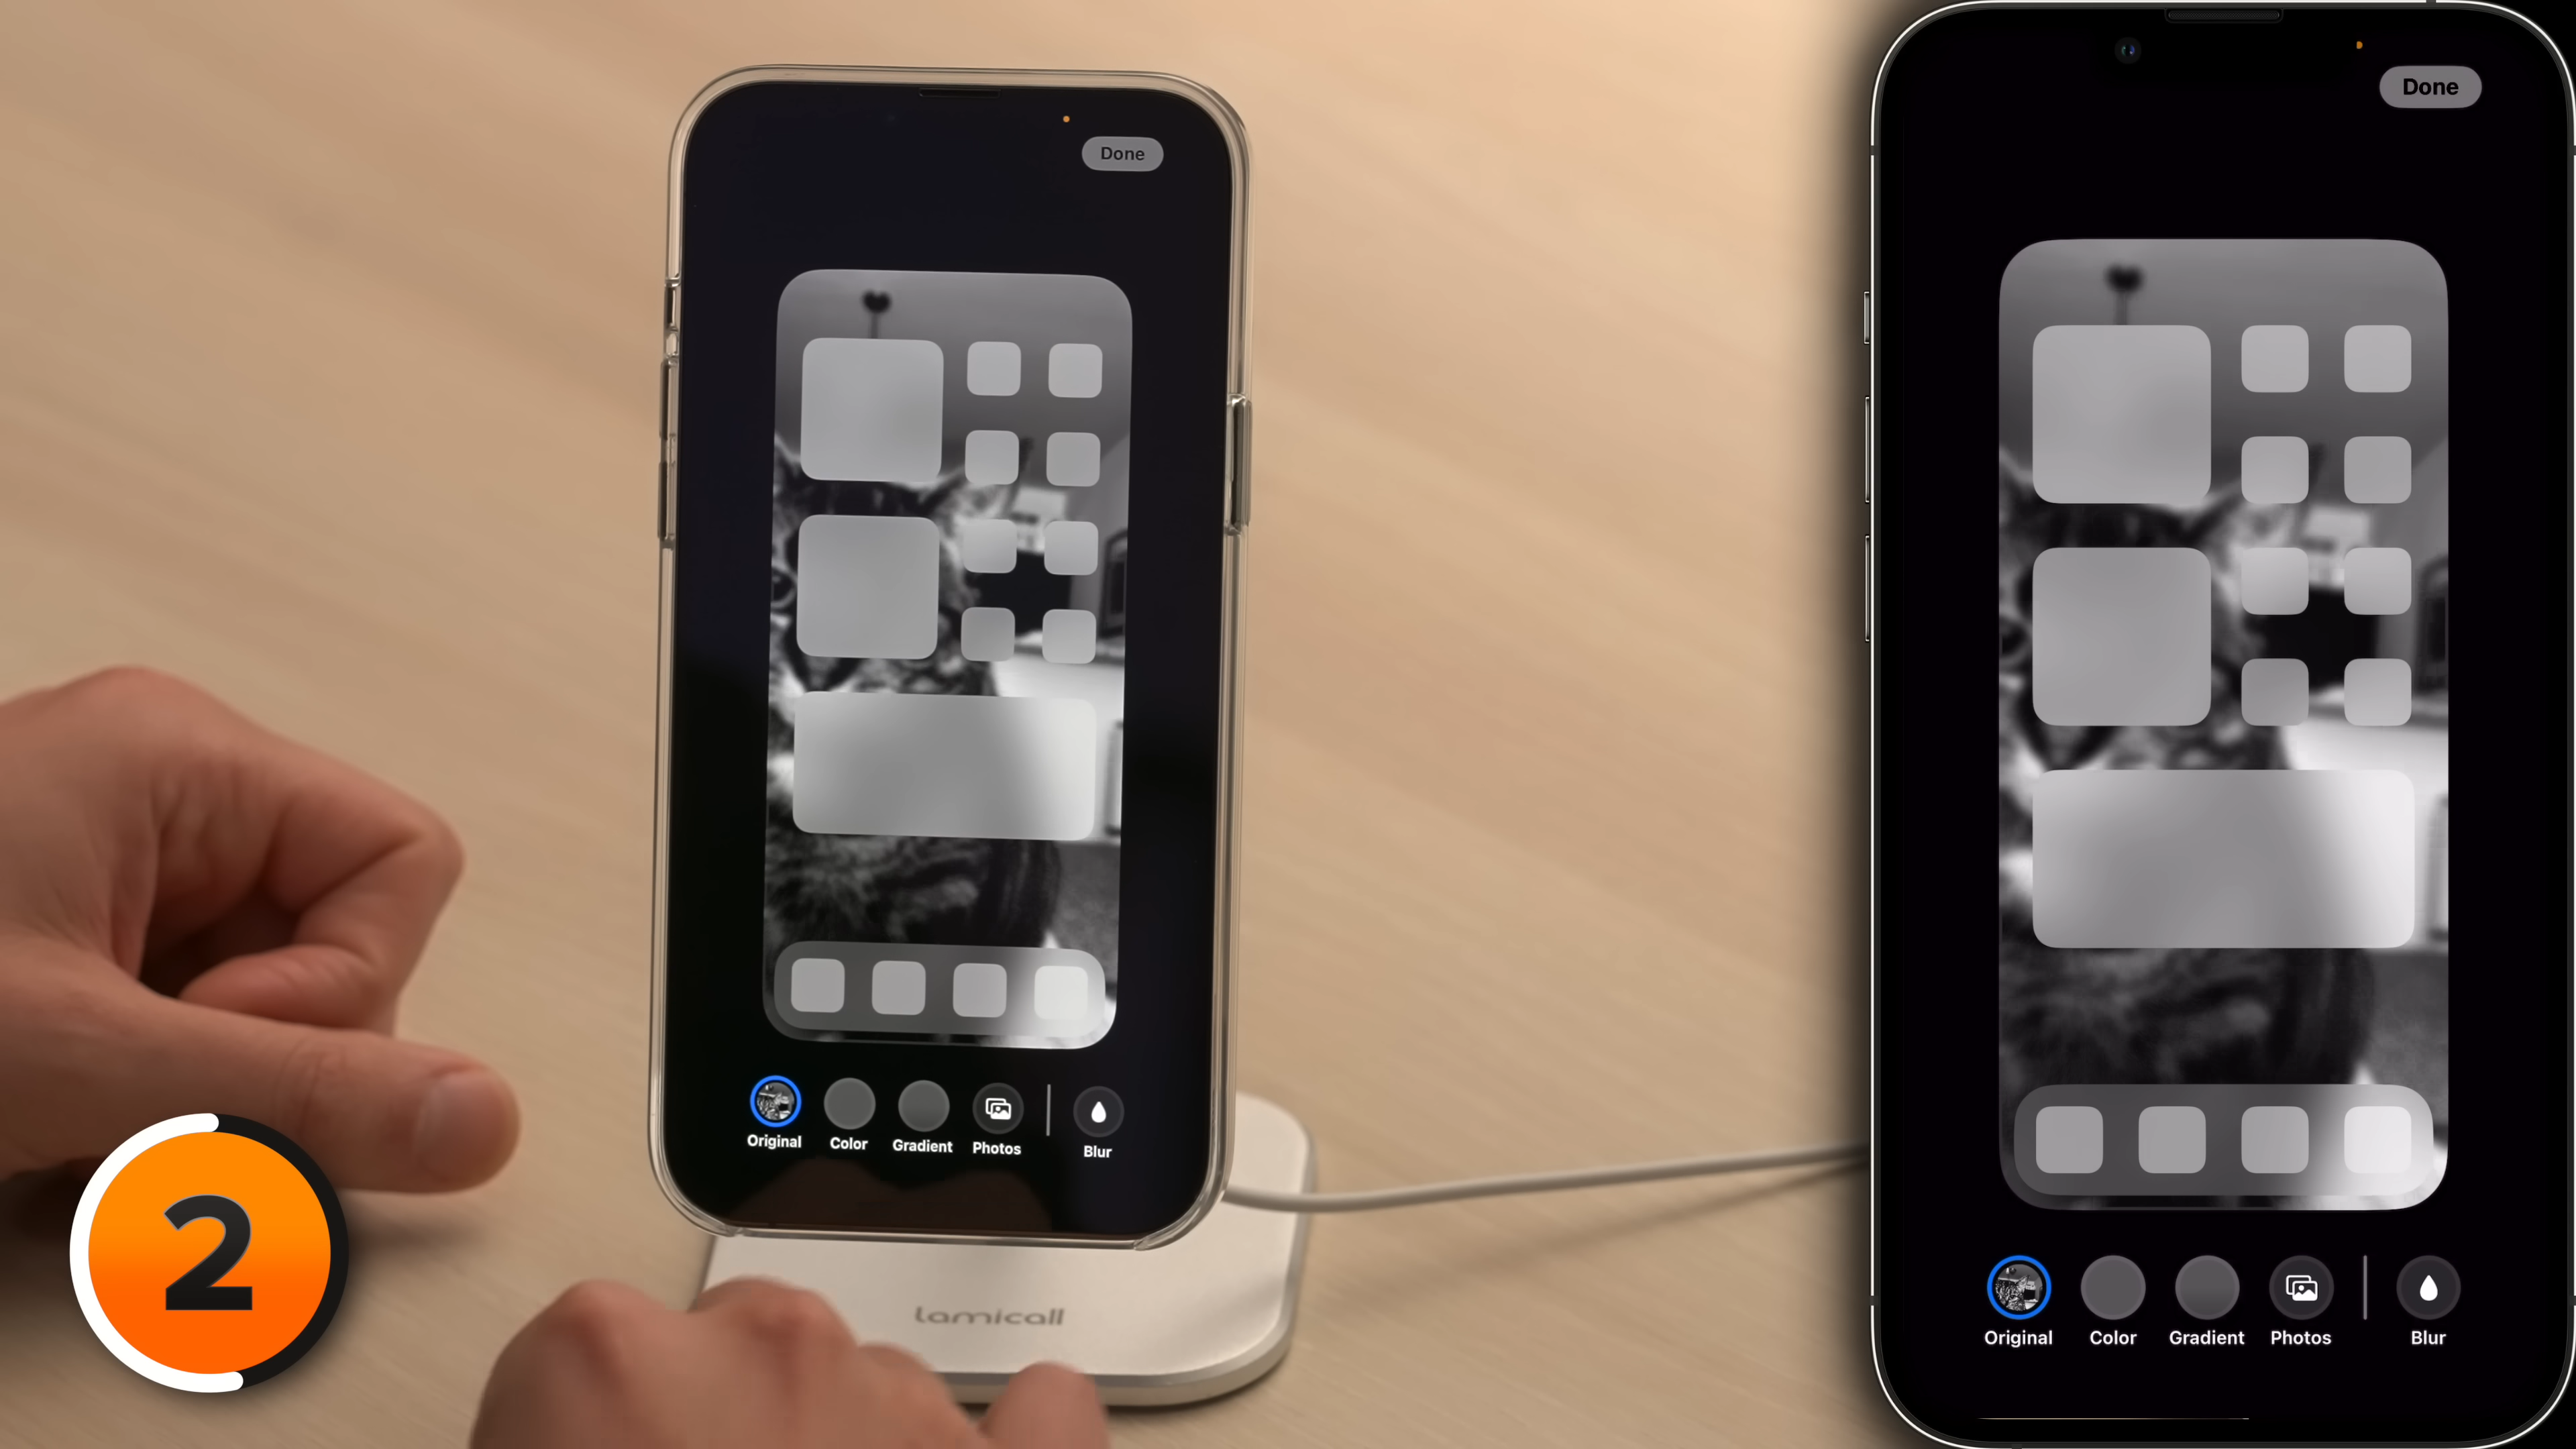 Done
Original
Color
Gradient
Photos
Blur
lamicall
2
Done
Original
Color
Gradient
Photos
Blur